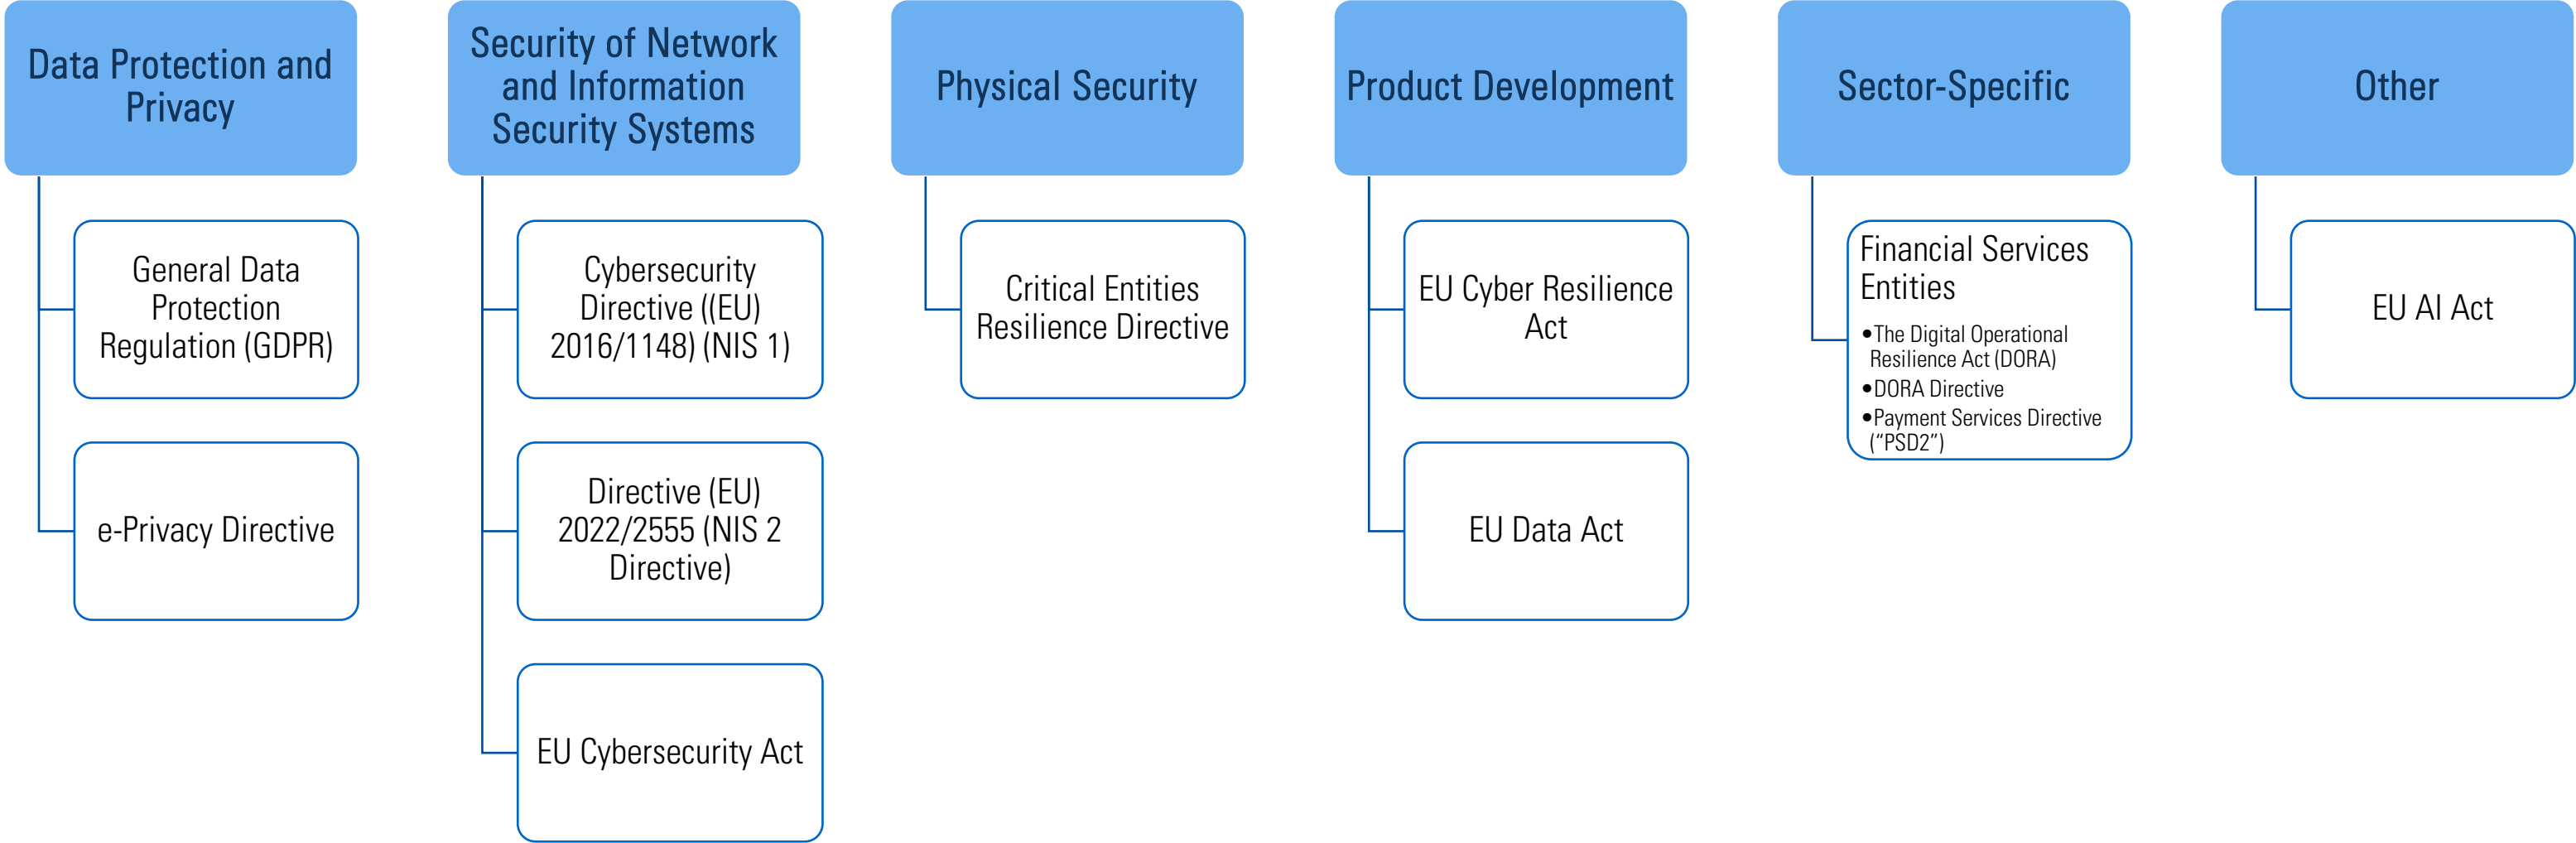 Data Protection and
Privacy
General Data
Protection
Regulation (GDPR)
e-Privacy Directive
Security of Network
and Information
Security Systems
Cybersecurity
Directive ((EU)
2016/1148) (NIS 1)
Directive (EU)
2022/2555 (NIS 2
Directive)
EU Cybersecurity Act
Physical Security
Critical Entities
Resilience Directive
Product Development
EU Cyber Resilience
Act
EU Data Act
Sector-Specific
Financial Services
Entities
•The Digital Operational
Resilience Act (DORA)
•DORA Directive
•Payment Services Directive
(“PSD2”)
Other
EU AI Act